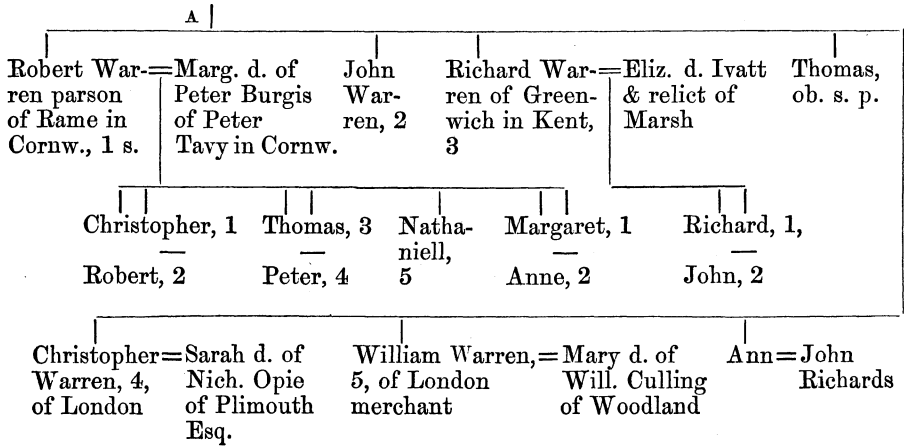 A
Robert War-=Marg. d. of John Richard War-=Eliz. d. Ivatt Thomas,
ren parson Peter Burgis War- ren of Green- & relict of ob. s. p.
of Rame in of Peter ren, 2 wich in Kent, Marsh
Cornw., 1 s. Tavy in Cornw. 3
Christopher, 1 Thomas, 3 Natha- Margaret, 1 Richard, 1,
— — niell, — —
Robert, 2 Peter, 4 5 Anne, 2 John, 2
Christopher=Sarah d. of William Warren,=Mary d. of Ann=John
Warren, 4, Nich. Opie 5, of London Will. Culling Richards
of London of Plimouth merchant of Woodland
Esq.